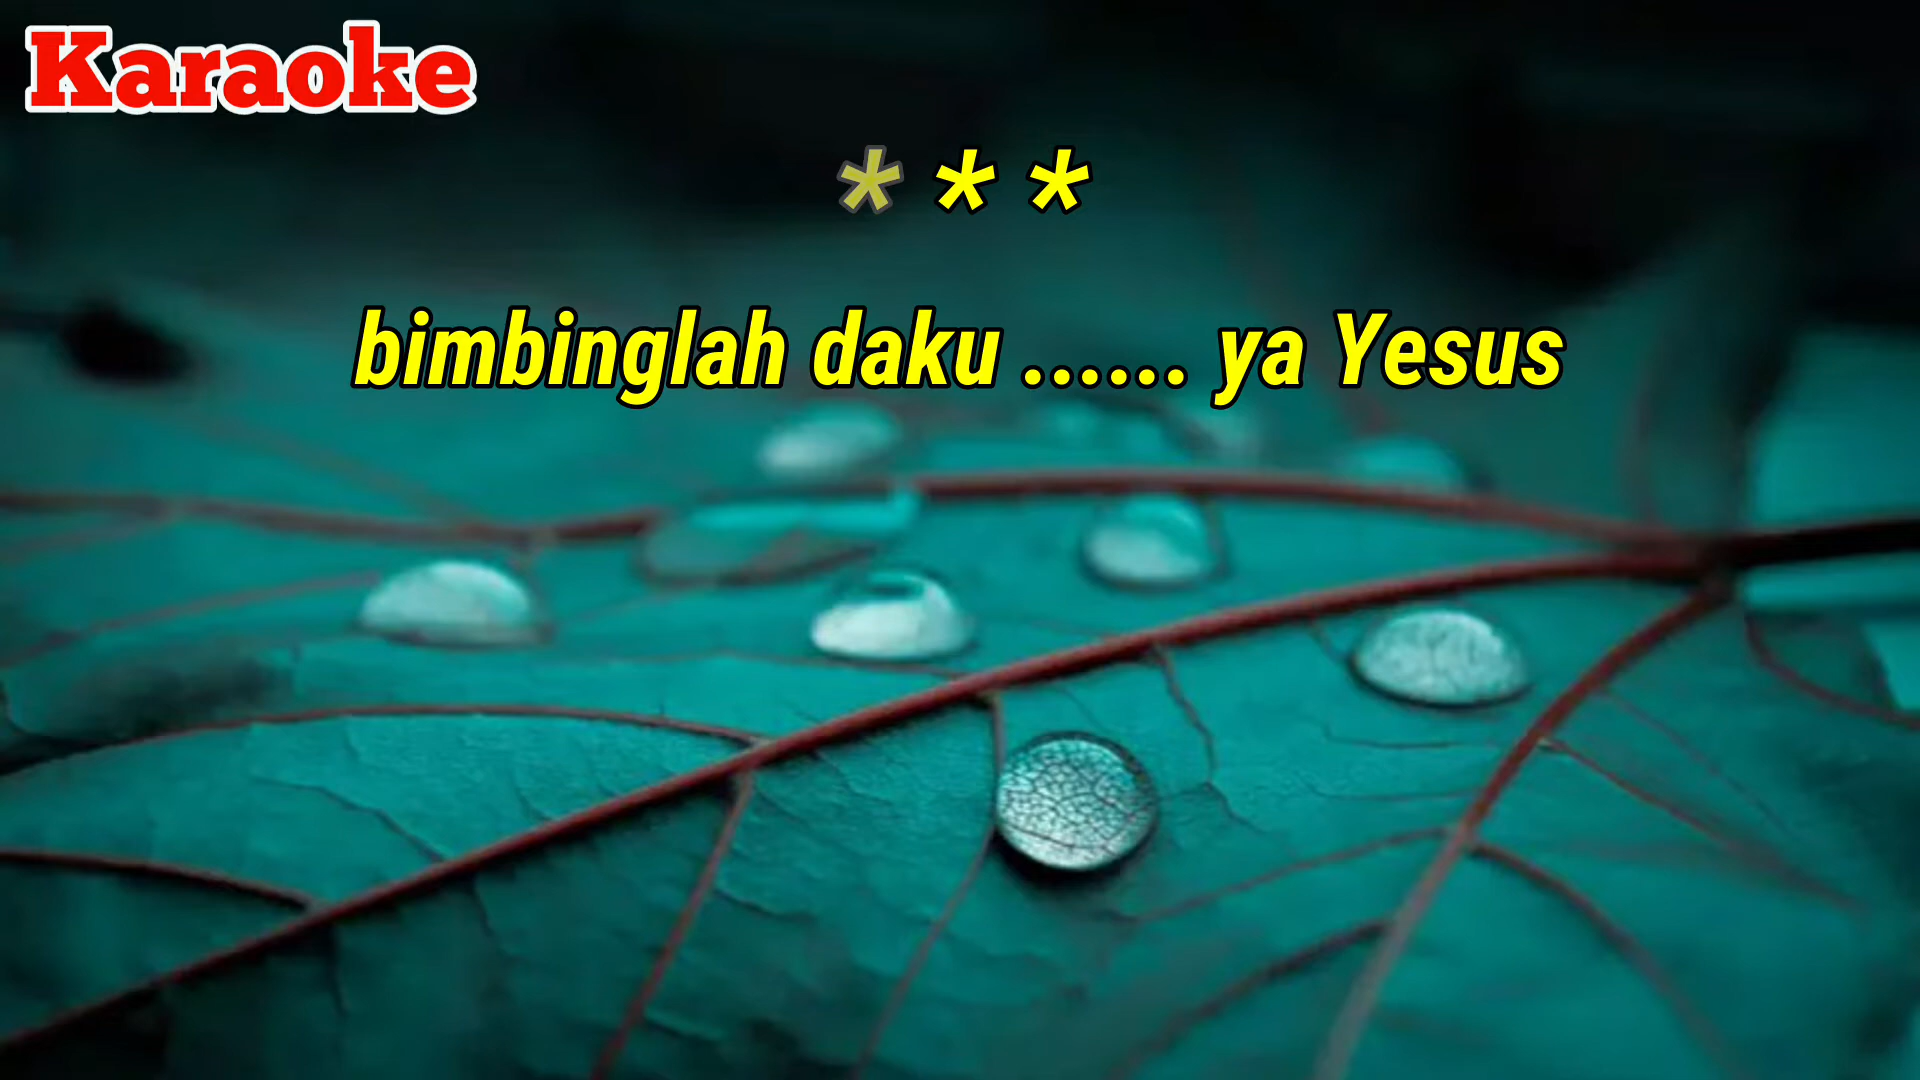 Karaoke
* * *
bimbinglah daku ...... ya Yesus